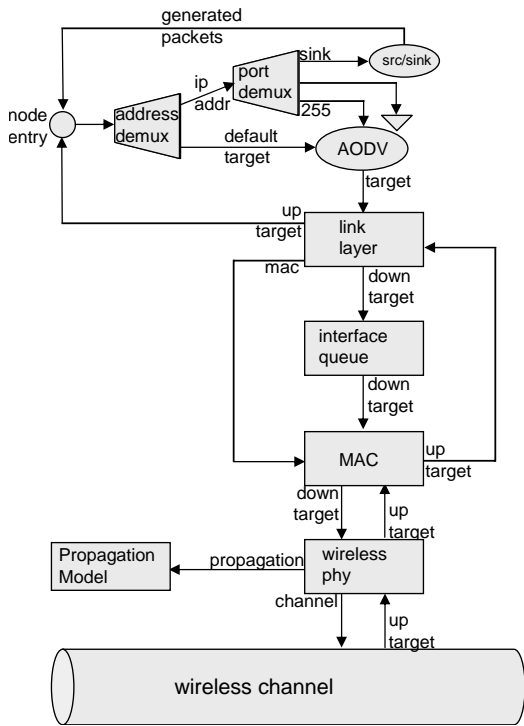 generated
packets
sink
src/sink
ip
addr
port
demux
255
node
entry
address
demux
default
target
AODV
target
up
target
link
layer
mac
down
target
interface
queue
down
target
MAC
up
target
down
target
up
target
Propagation
Model
propagation
wireless
phy
channel
up
target
wireless channel